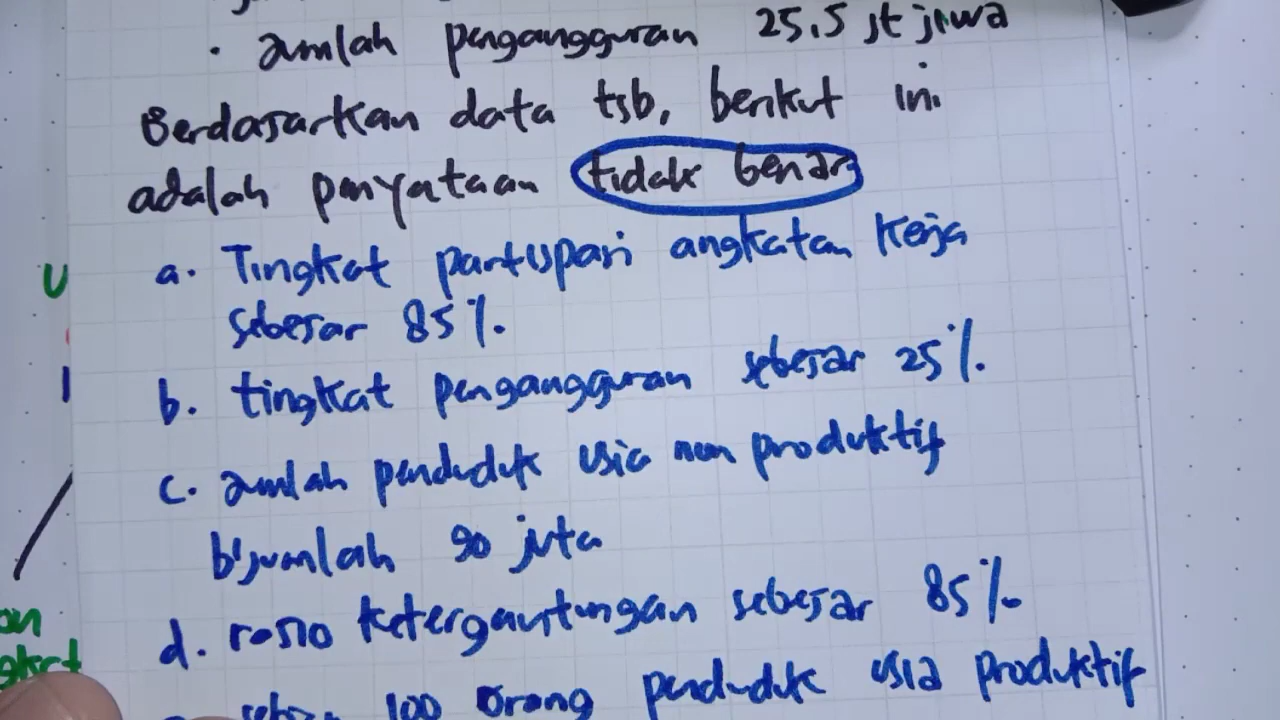 • Jumlah pengangguran 25,5 jt jiwa
Berdasarkan data tsb, berikut ini
adalah penyataan tidak benar
a. Tingkat partisipasi angkatan kerja
sebesar 85%.
b. tingkat pengangguran sebesar 25%.
c. Jumlah penduduk usia non produktif
b'jumlah 90 juta
d. rasio ketergantungan sebesar 85%.
100 orang penduduk usia produktif
U